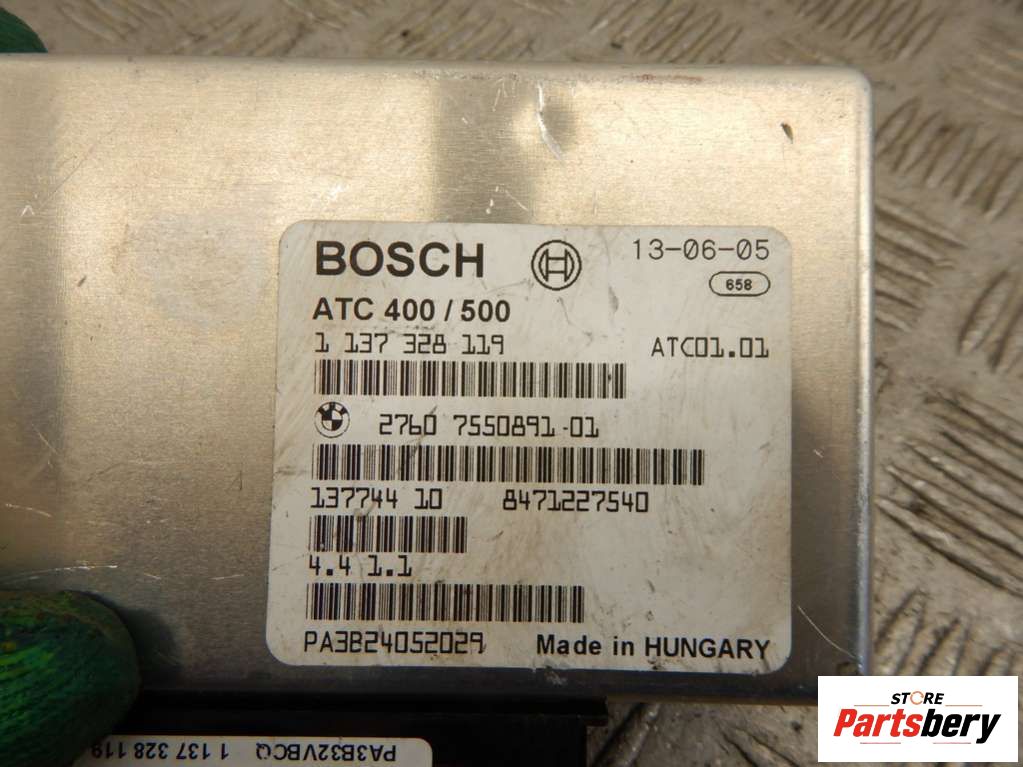 BOSCH
13-06-05
658
ATC 400 / 500
1 137 328 119
ATC01.01
2760 7550891-01
137744 10 8471227540
4.4 1.1
PA3B24052029
Made in HUNGARY
PA3B32VBCQ 1 137 328 119
STORE
Partsbery